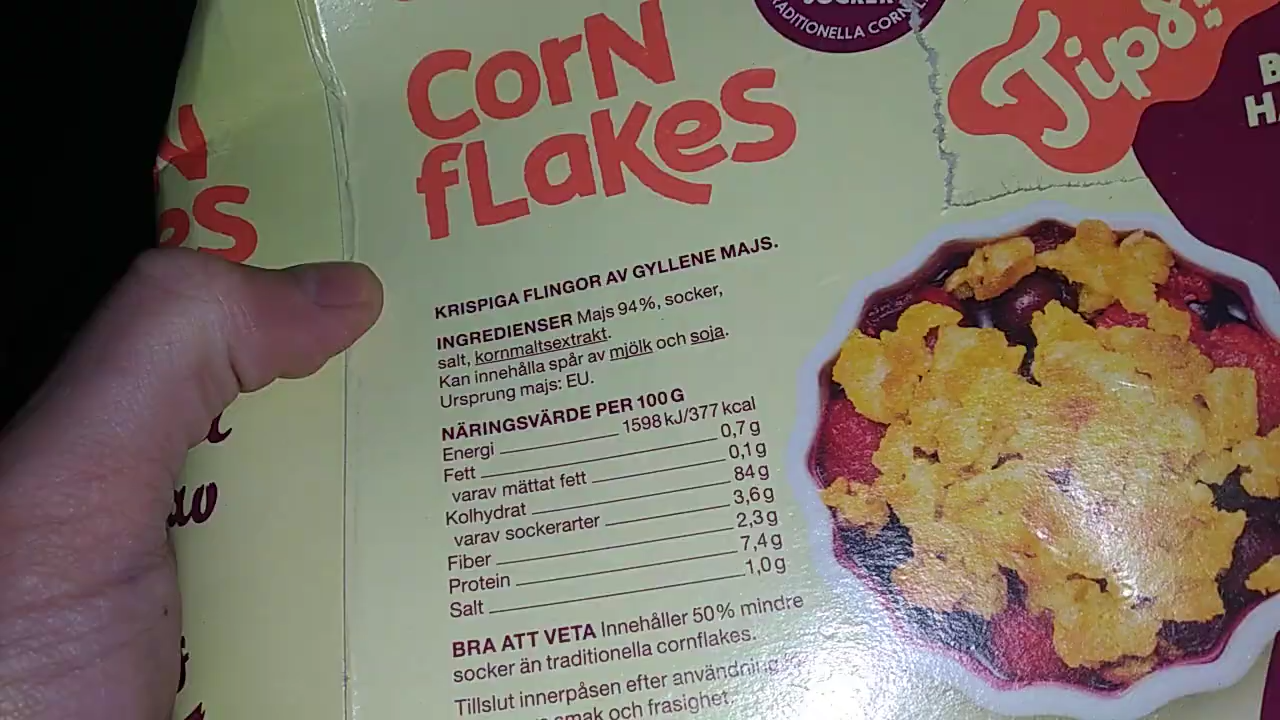 CorN
fLakes
TRADITIONELLA CORN
Tips!
KRISPIGA FLINGOR AV GYLLENE MAJS.
INGREDIENSER Majs 94%, socker,
salt, kornmaltsextrakt.
Kan innehålla spår av mjölk och soja.
Ursprung majs: EU.
NÄRINGSVÄRDE PER 100 G
Energi 1598 kJ/377 kcal
Fett 0,7 g
varav mättat fett 0,1 g
Kolhydrat 84 g
varav sockerarter 3,6 g
Fiber 2,3 g
Protein 7,4 g
Salt 1,0 g
BRA ATT VETA Innehåller 50% mindre
socker än traditionella cornflakes.
Tillslut innerpåsen efter användning
smak och frasighet.